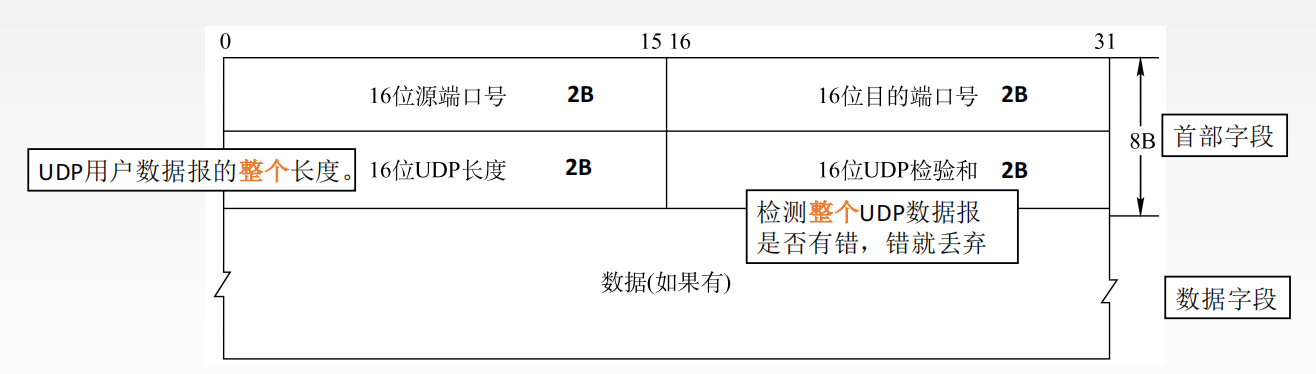 0 15 16 31
16位源端口号 2B 16位目的端口号 2B
8B
首部字段
UDP用户数据报的整个长度。
16位UDP长度 2B 16位UDP检验和 2B
检测整个UDP数据报
是否有错，错就丢弃
数据(如果有)
数据字段